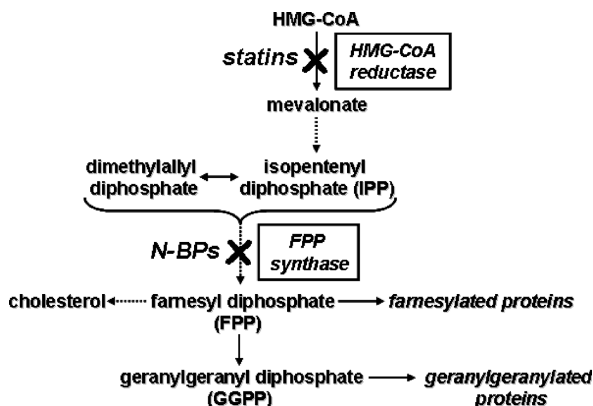 HMG-CoA
statins
HMG-CoA
reductase
mevalonate
dimethylallyl
diphosphate
isopentenyl
diphosphate (IPP)
N-BPs
FPP
synthase
cholesterol
farnesyl diphosphate
(FPP)
farnesylated proteins
geranylgeranyl diphosphate
(GGPP)
geranylgeranylated
proteins